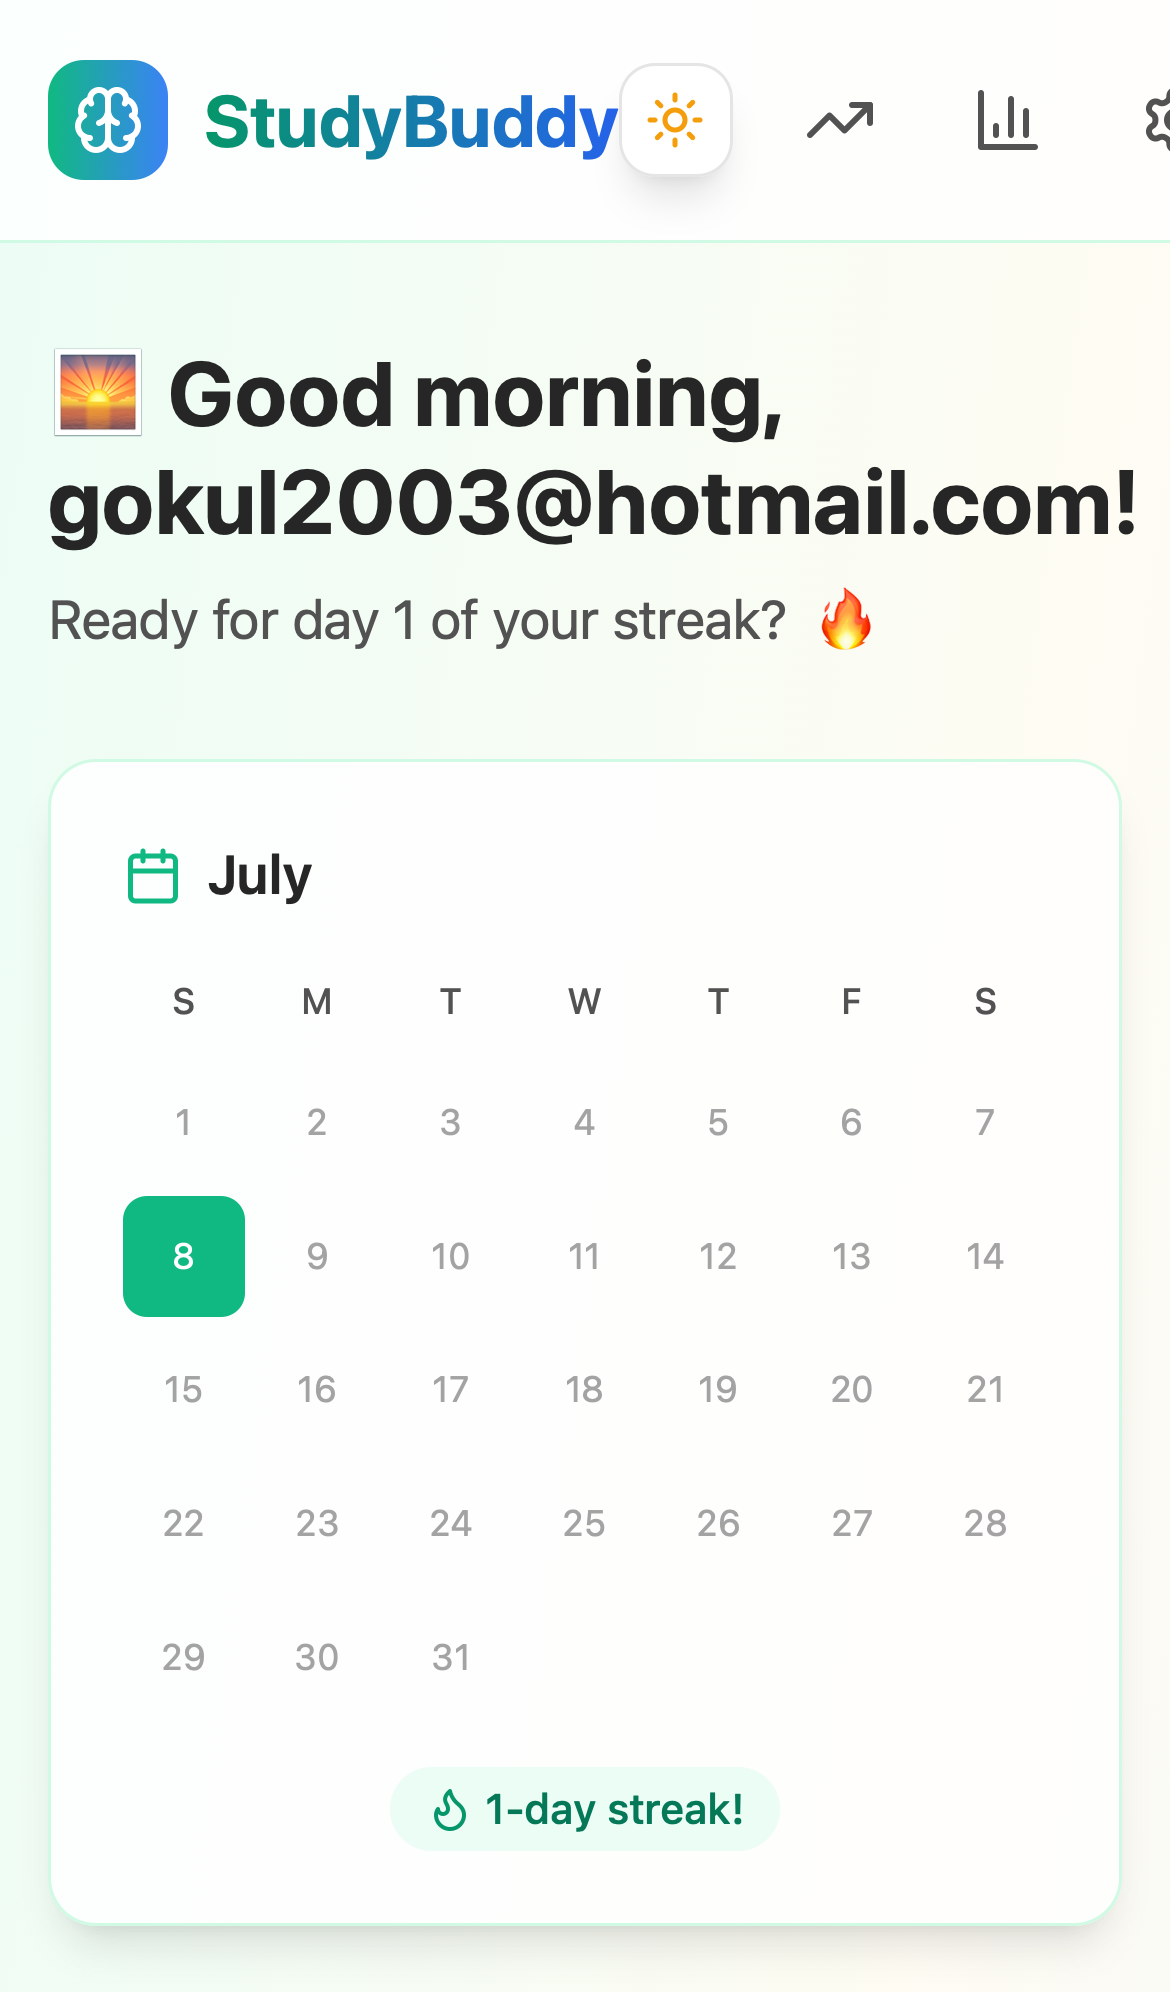 StudyBuddy
🌅 Good morning,
gokul2003@hotmail.com!
Ready for day 1 of your streak? 🔥
July
S M T W T F S
1 2 3 4 5 6 7
8 9 10 11 12 13 14
15 16 17 18 19 20 21
22 23 24 25 26 27 28
29 30 31
1-day streak!